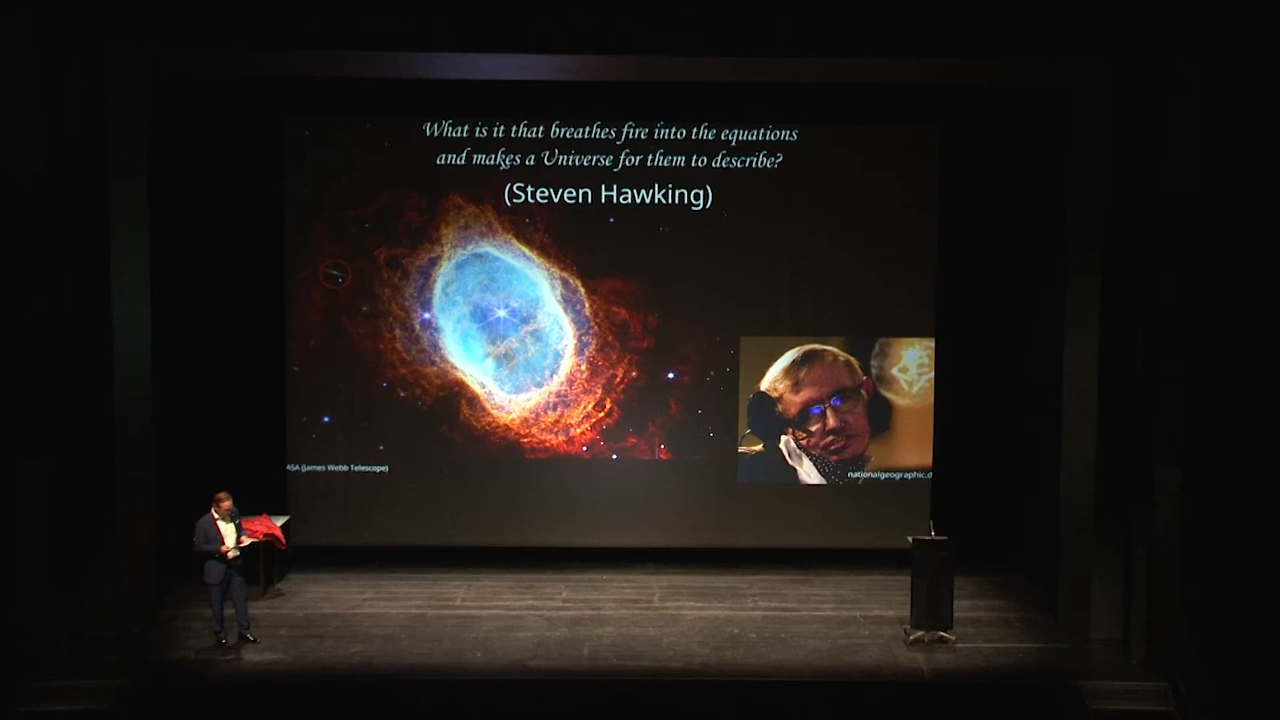 What is it that breathes fire into the equations
and makes a Universe for them to describe?
(Steven Hawking)
ASA (James Webb Telescope)
nationalgeographic.d